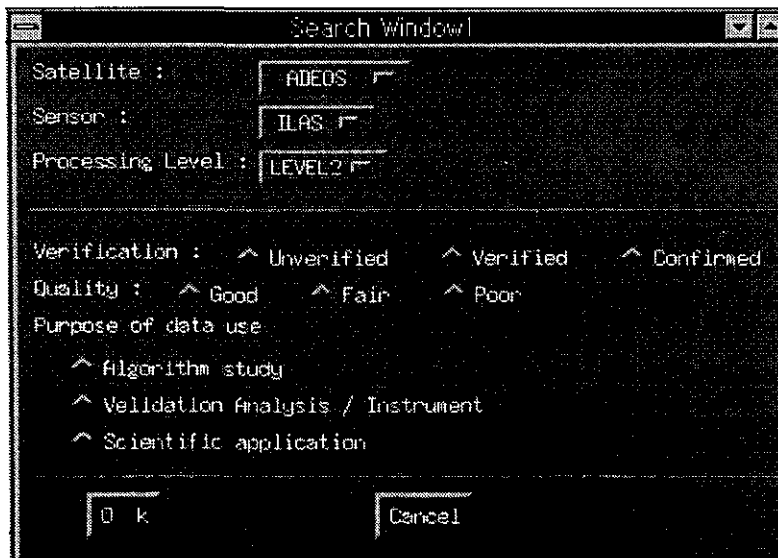 Search Window1
Satellite : ADEOS
Sensor : ILAS
Processing Level : LEVEL2
Verification : ^ Unverified ^ Verified ^ Confirmed
Quality : ^ Good ^ Fair ^ Poor
Purpose of data use
^ Algorithm study
^ Velidation Analysis / Instrument
^ Scientific application
O k Cancel